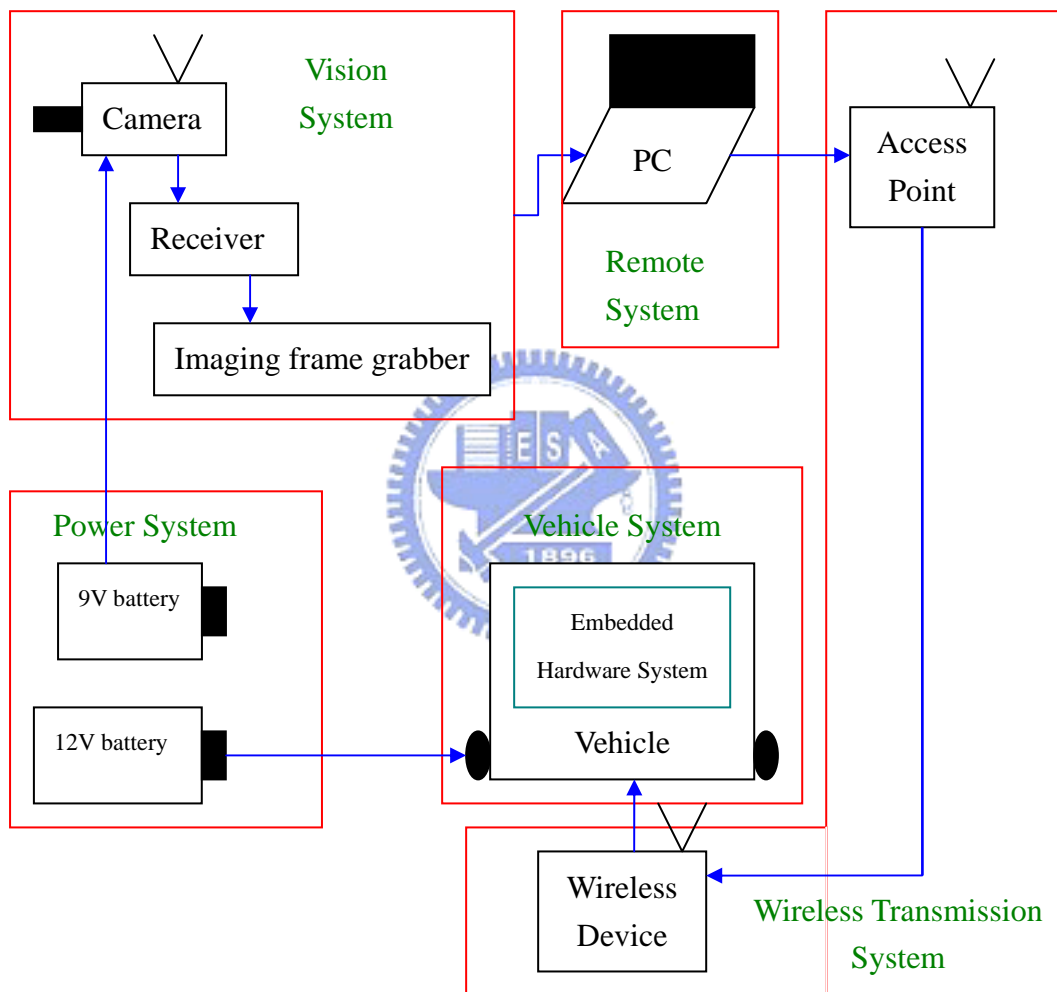 Vision
System
Camera
Receiver
Imaging frame grabber
PC
Remote
System
Access
Point
Power System
9V battery
12V battery
Vehicle System
E S A
1896
Embedded
Hardware System
Vehicle
Wireless
Device
Wireless Transmission
System